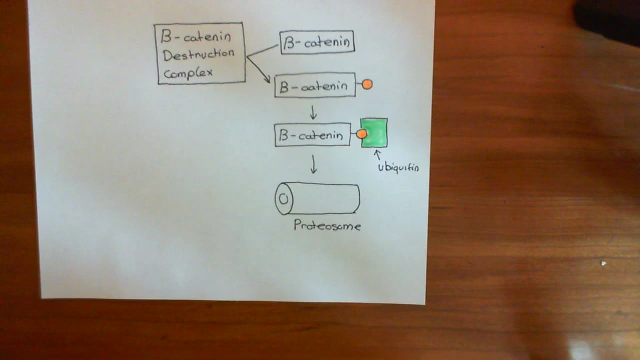 B-catenin
Destruction
Complex
B-catenin
B-catenin
B-catenin
ubiquitin
Proteosome